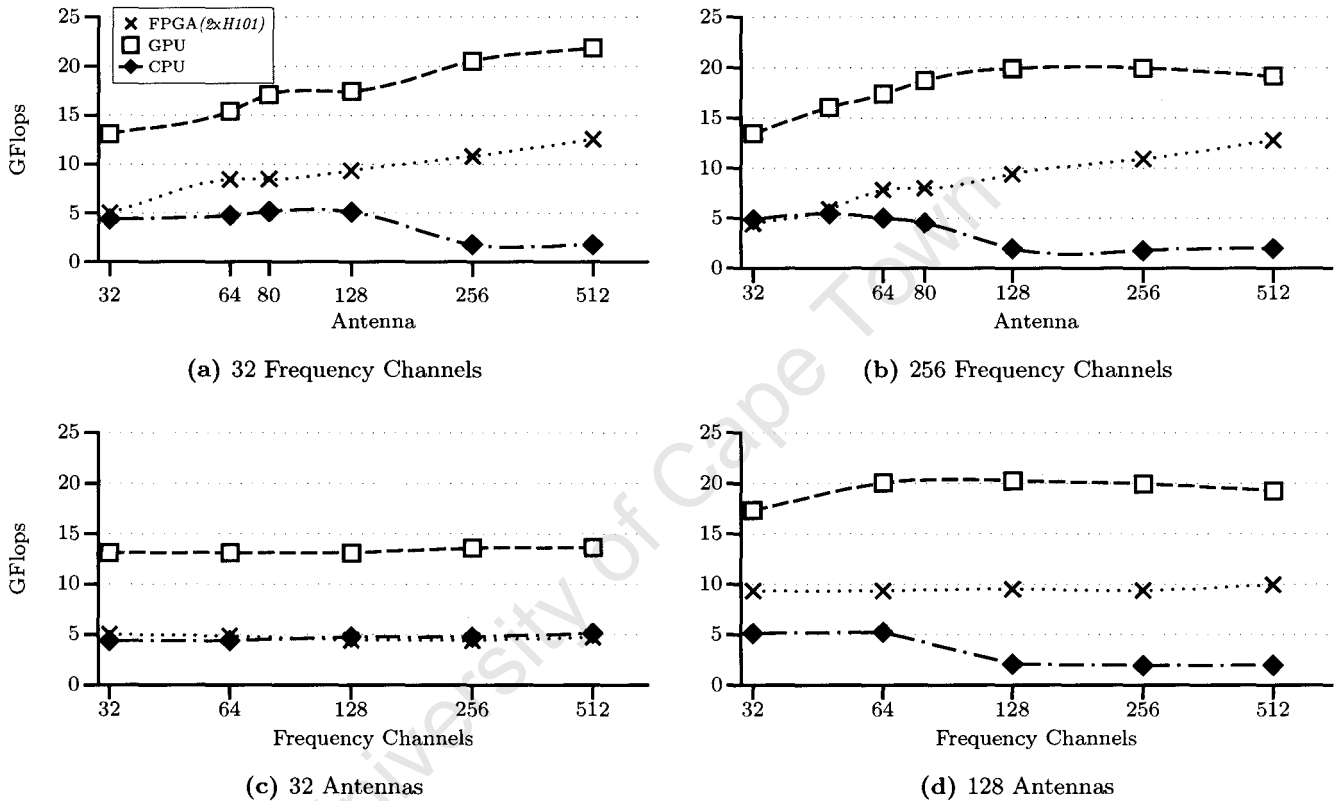 FPGA (2xH101)
GPU
CPU
GFlops
25
20
15
10
5
0
32 64 80 128 256 512
Antenna
(a) 32 Frequency Channels
25
20
15
10
5
0
32 64 80 128 256 512
Antenna
(b) 256 Frequency Channels
GFlops
25
20
15
10
5
0
32 64 128 256 512
Frequency Channels
(c) 32 Antennas
25
20
15
10
5
0
32 64 128 256 512
Frequency Channels
(d) 128 Antennas
University of Cape Town